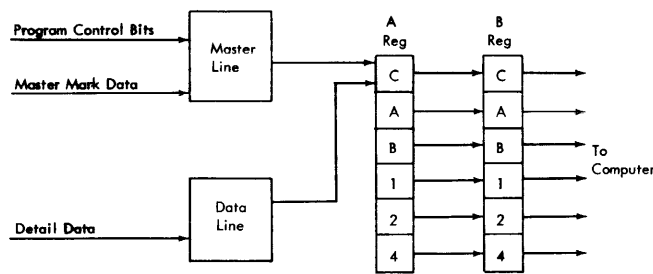 Program Control Bits
Master Mark Data
Master
Line
Detail Data
Data
Line
A
Reg
C
A
B
1
2
4
B
Reg
C
A
B
1
2
4
To
Computer